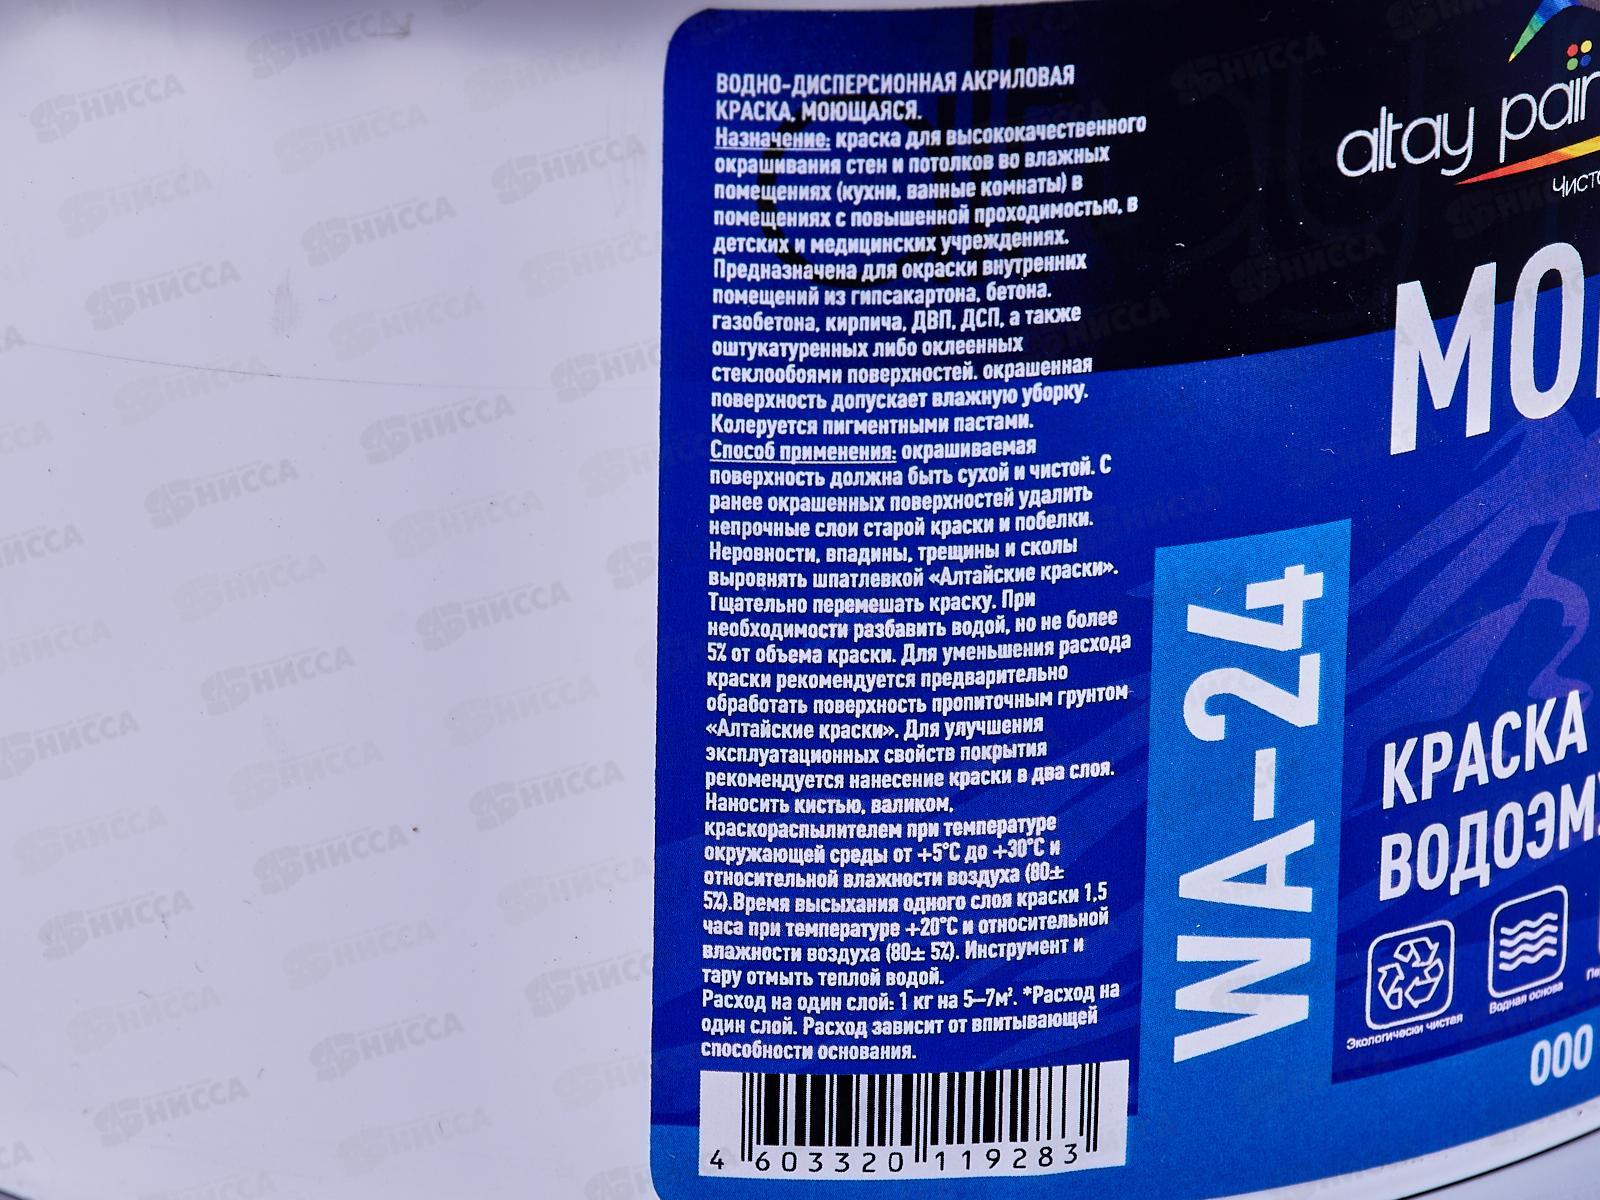 ВОДНО-ДИСПЕРСИОННАЯ АКРИЛОВАЯ
КРАСКА, МОЮЩАЯСЯ.
Назначение: краска для высококачественного
окрашивания стен и потолков во влажных
помещениях (кухни, ванные комнаты) в
помещениях с повышенной проходимостью, в
детских и медицинских учреждениях.
Предназначена для окраски внутренних
помещений из гипсакартона, бетона.
газобетона, кирпича, ДВП, ДСП, а также
оштукатуренных либо оклеенных
стеклообоями поверхностей. окрашенная
поверхность допускает влажную уборку.
Колеруется пигментными пастами.
Способ применения: окрашиваемая
поверхность должна быть сухой и чистой. С
ранее окрашенных поверхностей удалить
непрочные слои старой краски и побелки.
Неровности, впадины, трещины и сколы
выровнять шпатлевкой «Алтайские краски».
Тщательно перемешать краску. При
необходимости разбавить водой, но не более
5% от объема краски. Для уменьшения расхода
краски рекомендуется предварительно
обработать поверхность пропиточным грунтом
«Алтайские краски». Для улучшения
эксплуатационных свойств покрытия
рекомендуется нанесение краски в два слоя.
Наносить кистью, валиком,
краскораспылителем при температуре
окружающей среды от +5°С до +30°С и
относительной влажности воздуха (80±
5%).Время высыхания одного слоя краски 1,5
часа при температуре +20°С и относительной
влажности воздуха (80± 5%). Инструмент и
тару отмыть теплой водой.
Расход на один слой: 1 кг на 5–7м². *Расход на
один слой. Расход зависит от впитывающей
способности основания.
4 603320 119283
WA-24
altay pain
Чисто
МО
КРАСКА
ВОДОЭМ
Экологически чистая
Водная основа
ООО
НИССА